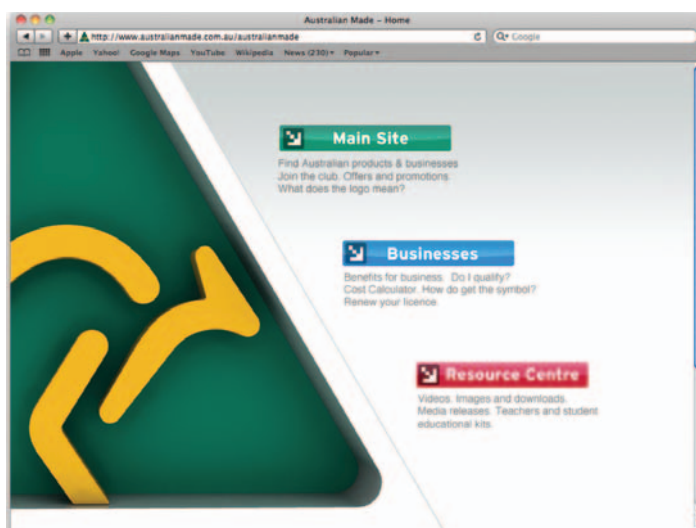 Australian Made – Home
http://www.australianmade.com.au/australianmade
Google
Apple Yahoo! Google Maps YouTube Wikipedia News (230) Popular
Main Site
Find Australian products & businesses
Join the club. Offers and promotions
What does the logo mean?
Businesses
Benefits for business. Do I qualify?
Cost Calculator. How do get the symbol?
Renew your licence
Resource Centre
Videos. Images and downloads.
Media releases. Teachers and student
educational kits.